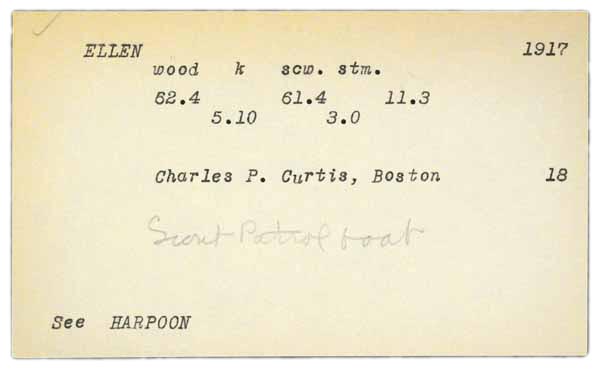 ELLEN 1917
wood k scw. stm.
62.4 61.4 11.3
5.10 3.0
Charles P. Curtis, Boston 18
Scout Patrol boat
See HARPOON